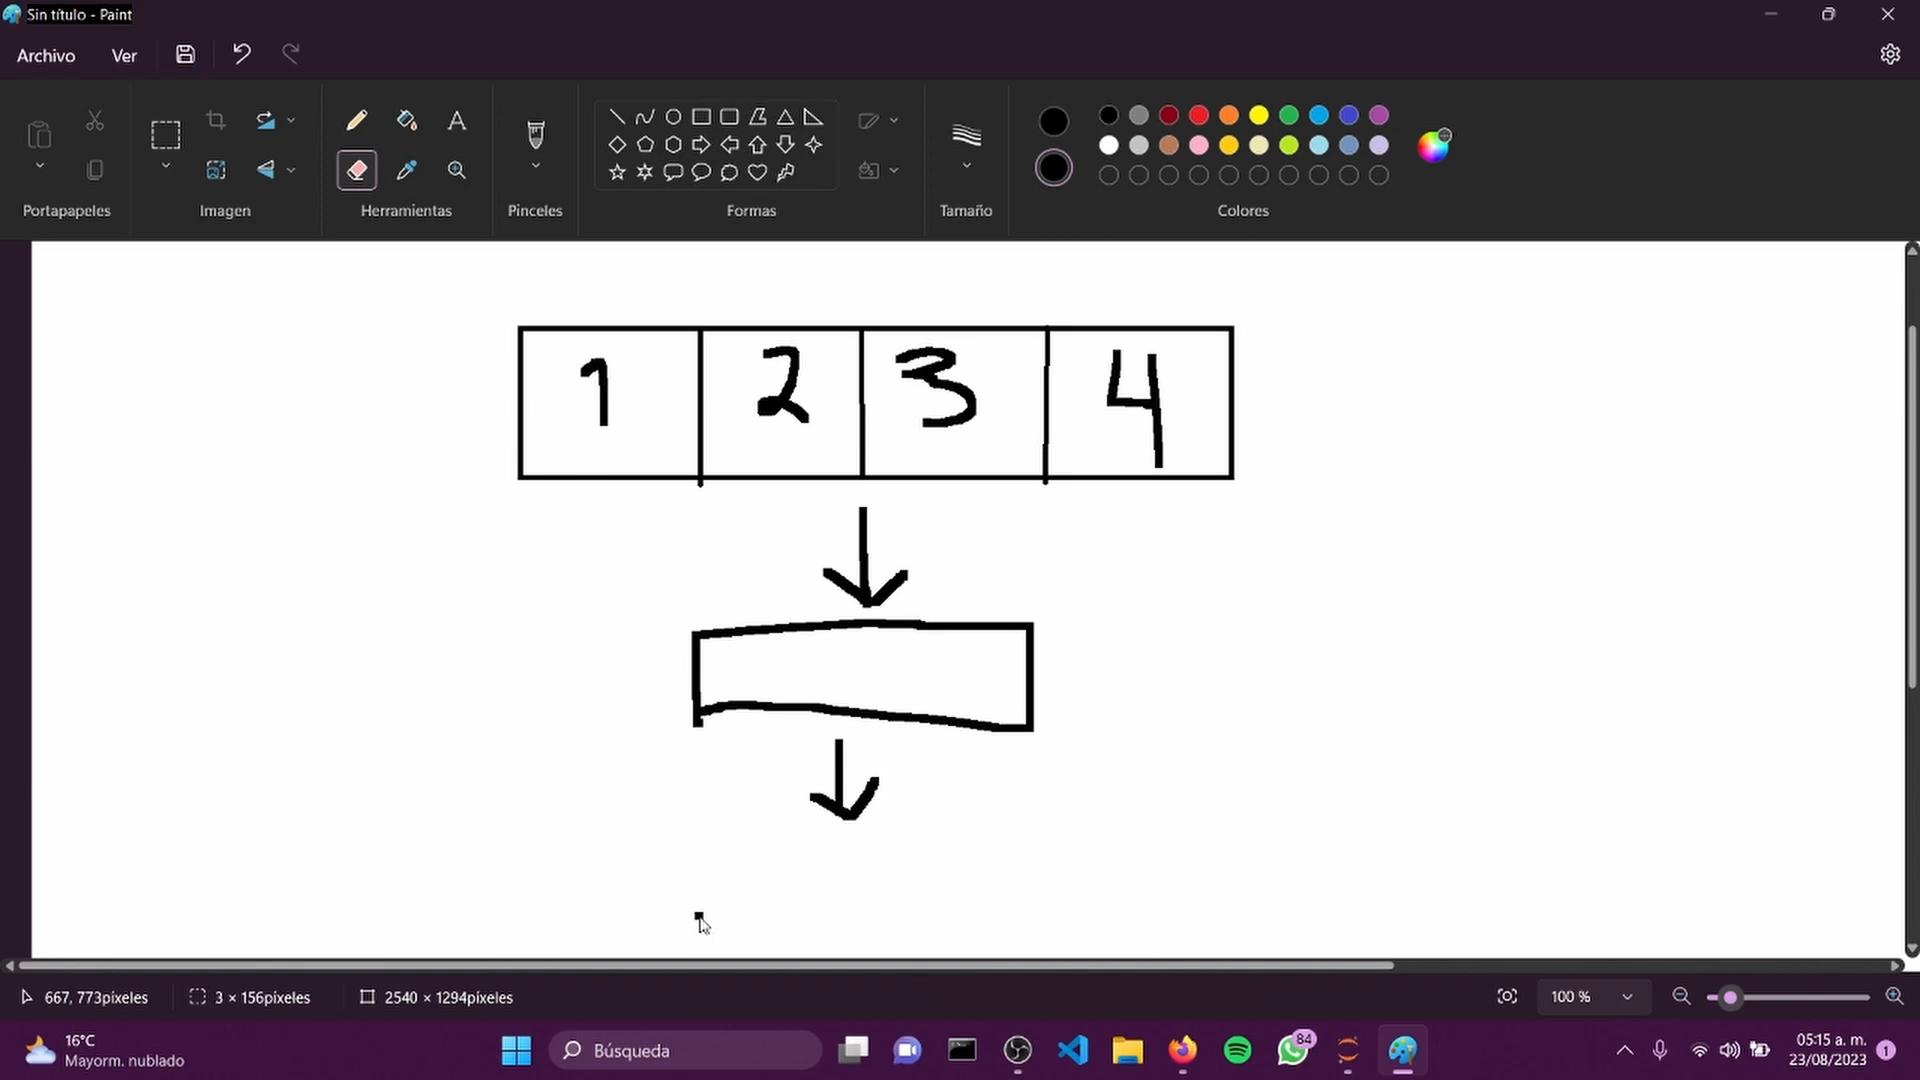 Sin título - Paint
Archivo Ver
Portapapeles Imagen Herramientas Pinceles Formas Tamaño Colores
1 2 3 4
667, 773píxeles 3 × 156píxeles 2540 × 1294píxeles 100 %
16°C
Mayorm. nublado
Búsqueda
84
05:15 a. m.
23/08/2023
1